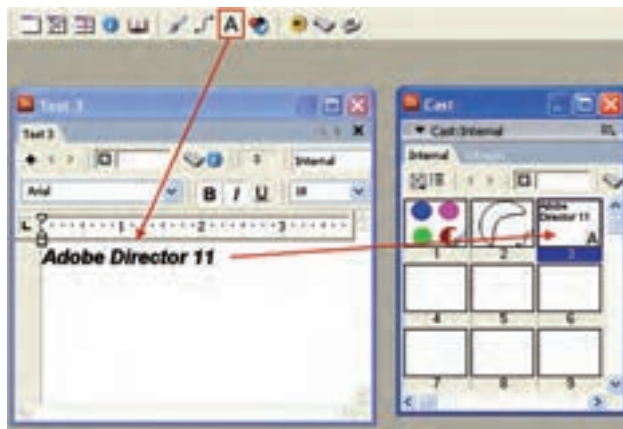 A
Text 3
Text 3
Internal
Arial
B I U
18
1 2 3
Adobe Director 11
Cast
Cast:Internal
Internal
Adobe
Director 11
A
1 2 3
4 5 6
7 8 9